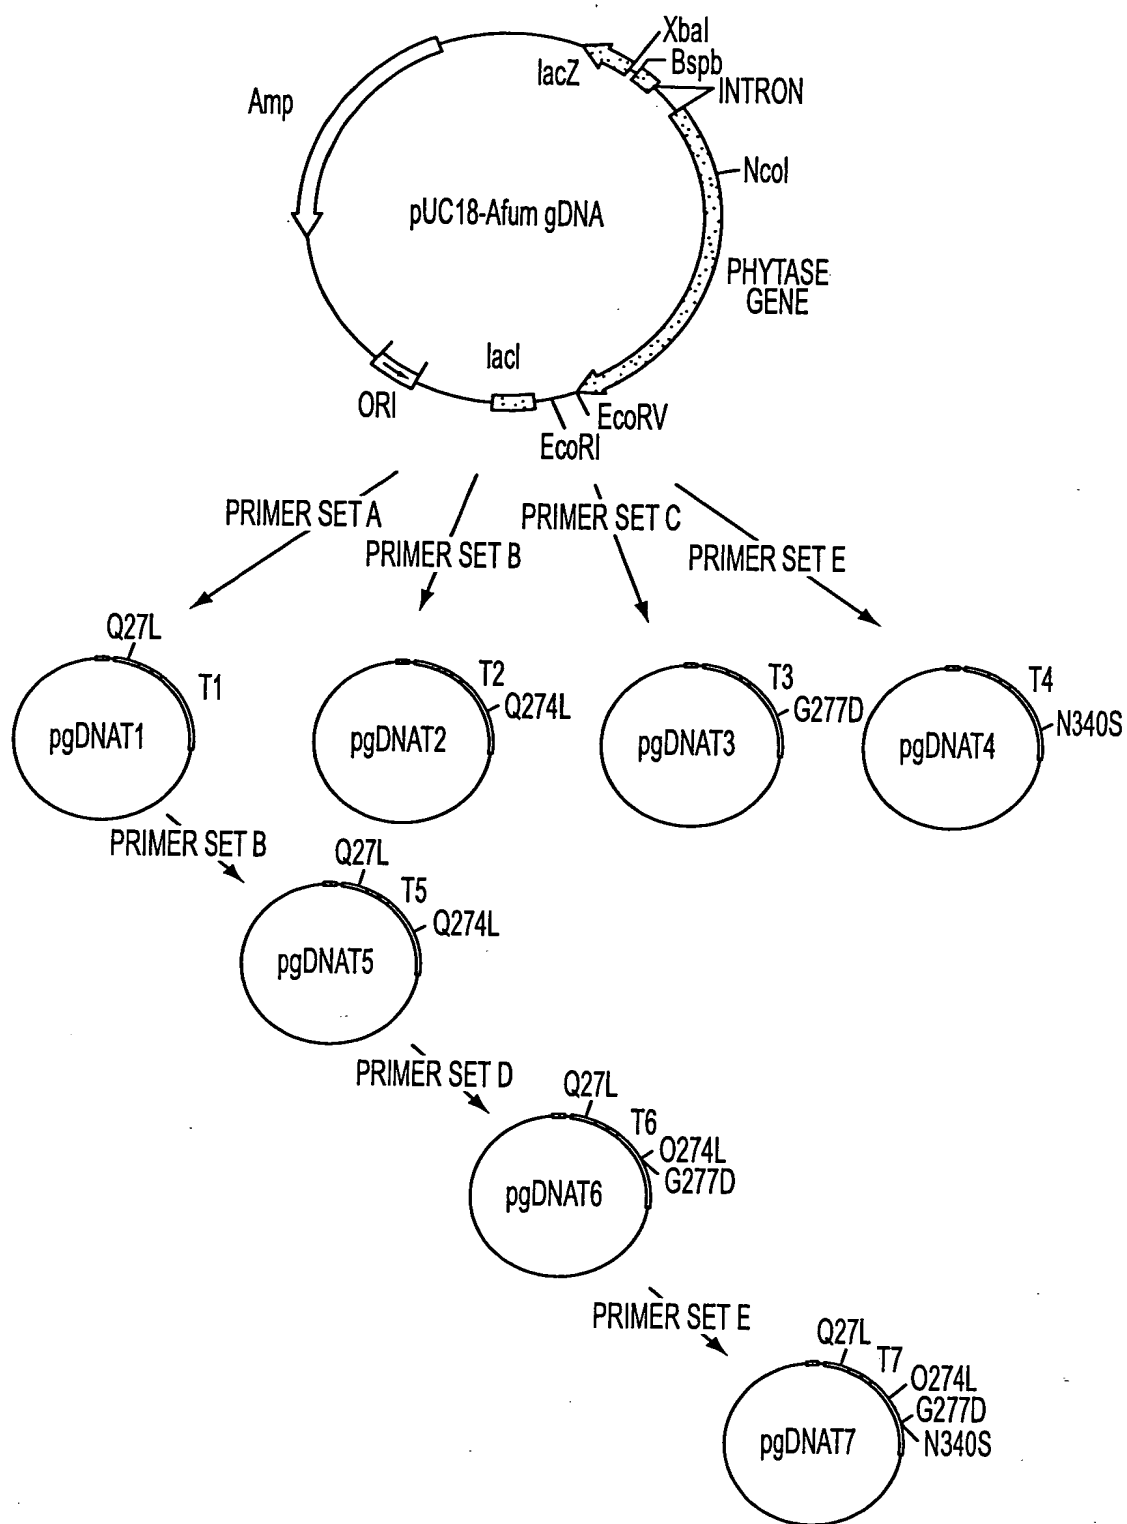 XbaI
Bspb
lacZ
INTRON
Amp
NcoI
pUC18-Afum gDNA
PHYTASE
GENE
lacI
ORI
EcoRV
EcoRI
PRIMER SET A
PRIMER SET C
PRIMER SET B
PRIMER SET E
Q27L
T1
T2
T3
T4
Q274L
G277D
N340S
pgDNAT1
pgDNAT2
pgDNAT3
pgDNAT4
PRIMER SET B
Q27L
T5
Q274L
pgDNAT5
PRIMER SET D
Q27L
T6
O274L
G277D
pgDNAT6
PRIMER SET E
Q27L
T7
O274L
G277D
N340S
pgDNAT7